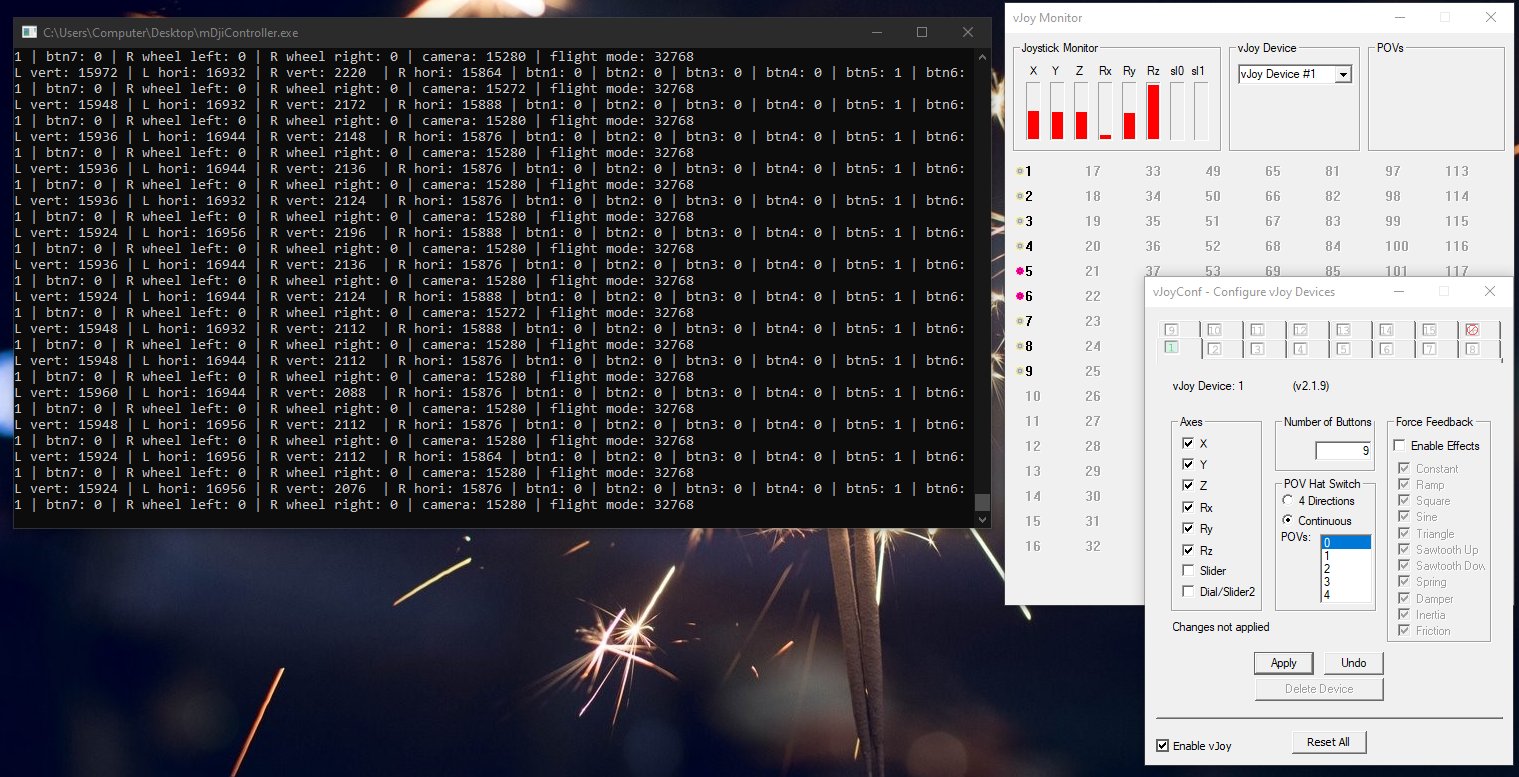 C:\Users\Computer\Desktop\mDjiController.exe
1 | btn7: 0 | R wheel left: 0 | R wheel right: 0 | camera: 15280 | flight mode: 32768
L vert: 15972 | L hori: 16932 | R vert: 2220  | R hori: 15864 | btn1: 0 | btn2: 0 | btn3: 0 | btn4: 0 | btn5: 1 | btn6:
1 | btn7: 0 | R wheel left: 0 | R wheel right: 0 | camera: 15272 | flight mode: 32768
L vert: 15948 | L hori: 16932 | R vert: 2172  | R hori: 15888 | btn1: 0 | btn2: 0 | btn3: 0 | btn4: 0 | btn5: 1 | btn6:
1 | btn7: 0 | R wheel left: 0 | R wheel right: 0 | camera: 15280 | flight mode: 32768
L vert: 15936 | L hori: 16944 | R vert: 2148  | R hori: 15876 | btn1: 0 | btn2: 0 | btn3: 0 | btn4: 0 | btn5: 1 | btn6:
1 | btn7: 0 | R wheel left: 0 | R wheel right: 0 | camera: 15280 | flight mode: 32768
L vert: 15936 | L hori: 16944 | R vert: 2136  | R hori: 15876 | btn1: 0 | btn2: 0 | btn3: 0 | btn4: 0 | btn5: 1 | btn6:
1 | btn7: 0 | R wheel left: 0 | R wheel right: 0 | camera: 15280 | flight mode: 32768
L vert: 15936 | L hori: 16932 | R vert: 2124  | R hori: 15876 | btn1: 0 | btn2: 0 | btn3: 0 | btn4: 0 | btn5: 1 | btn6:
1 | btn7: 0 | R wheel left: 0 | R wheel right: 0 | camera: 15280 | flight mode: 32768
L vert: 15924 | L hori: 16956 | R vert: 2196  | R hori: 15888 | btn1: 0 | btn2: 0 | btn3: 0 | btn4: 0 | btn5: 1 | btn6:
1 | btn7: 0 | R wheel left: 0 | R wheel right: 0 | camera: 15280 | flight mode: 32768
L vert: 15936 | L hori: 16944 | R vert: 2136  | R hori: 15876 | btn1: 0 | btn2: 0 | btn3: 0 | btn4: 0 | btn5: 1 | btn6:
1 | btn7: 0 | R wheel left: 0 | R wheel right: 0 | camera: 15280 | flight mode: 32768
L vert: 15924 | L hori: 16944 | R vert: 2124  | R hori: 15888 | btn1: 0 | btn2: 0 | btn3: 0 | btn4: 0 | btn5: 1 | btn6:
1 | btn7: 0 | R wheel left: 0 | R wheel right: 0 | camera: 15272 | flight mode: 32768
L vert: 15948 | L hori: 16932 | R vert: 2112  | R hori: 15888 | btn1: 0 | btn2: 0 | btn3: 0 | btn4: 0 | btn5: 1 | btn6:
1 | btn7: 0 | R wheel left: 0 | R wheel right: 0 | camera: 15280 | flight mode: 32768
L vert: 15948 | L hori: 16944 | R vert: 2112  | R hori: 15876 | btn1: 0 | btn2: 0 | btn3: 0 | btn4: 0 | btn5: 1 | btn6:
1 | btn7: 0 | R wheel left: 0 | R wheel right: 0 | camera: 15280 | flight mode: 32768
L vert: 15960 | L hori: 16944 | R vert: 2088  | R hori: 15876 | btn1: 0 | btn2: 0 | btn3: 0 | btn4: 0 | btn5: 1 | btn6:
1 | btn7: 0 | R wheel left: 0 | R wheel right: 0 | camera: 15280 | flight mode: 32768
L vert: 15948 | L hori: 16956 | R vert: 2112  | R hori: 15876 | btn1: 0 | btn2: 0 | btn3: 0 | btn4: 0 | btn5: 1 | btn6:
1 | btn7: 0 | R wheel left: 0 | R wheel right: 0 | camera: 15280 | flight mode: 32768
L vert: 15924 | L hori: 16956 | R vert: 2112  | R hori: 15864 | btn1: 0 | btn2: 0 | btn3: 0 | btn4: 0 | btn5: 1 | btn6:
1 | btn7: 0 | R wheel left: 0 | R wheel right: 0 | camera: 15280 | flight mode: 32768
L vert: 15924 | L hori: 16956 | R vert: 2076  | R hori: 15876 | btn1: 0 | btn2: 0 | btn3: 0 | btn4: 0 | btn5: 1 | btn6:
1 | btn7: 0 | R wheel left: 0 | R wheel right: 0 | camera: 15280 | flight mode: 32768
vJoy Monitor
Joystick Monitor
X Y Z Rx Ry Rz sl0 sl1
vJoy Device
vJoy Device #1
POVs
1 17 33 49 65 81 97 113
2 18 34 50 66 82 98 114
3 19 35 51 67 83 99 115
4 20 36 52 68 84 100 116
5 21 37 53 69 85 101 117
6 22
7 23
8 24
9 25
10 26
11 27
12 28
13 29
14 30
15 31
16 32
vJoyConf - Configure vJoy Devices
9 10 11 12 13 14 15
1 2 3 4 5 6 7 8
vJoy Device: 1 (v2.1.9)
Axes
X
Y
Z
Rx
Ry
Rz
Slider
Dial/Slider2
Number of Buttons
9
POV Hat Switch
4 Directions
Continuous
POVs:
0
1
2
3
4
Force Feedback
Enable Effects
Constant
Ramp
Square
Sine
Triangle
Sawtooth Up
Sawtooth Dow
Spring
Damper
Inertia
Friction
Changes not applied
Apply Undo
Delete Device
Enable vJoy
Reset All